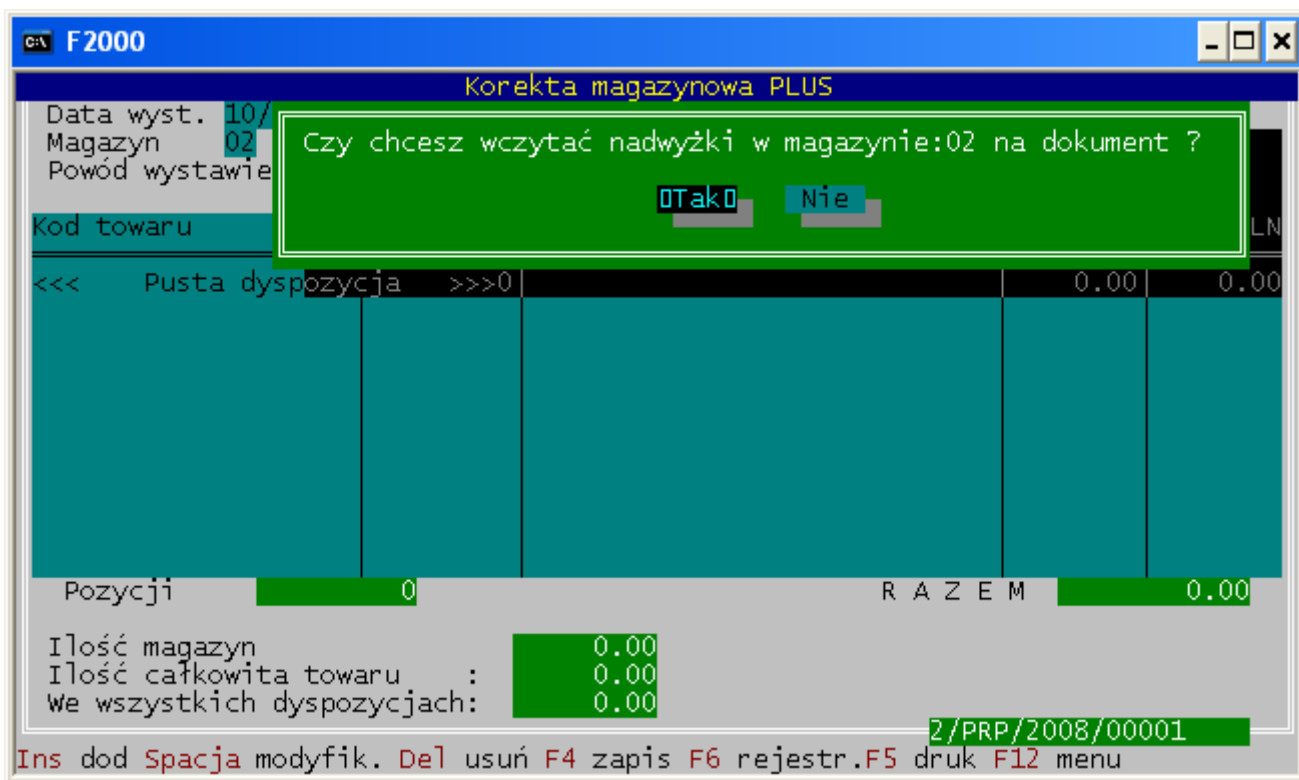 F2000
Korekta magazynowa PLUS
Data wyst. 10/
Magazyn 02
Powód wystawie
Czy chcesz wczytać nadwyżki w magazynie:02 na dokument ?
Tak Nie
Kod towaru LN
<<< Pusta dyspozycja >>>0 0.00 0.00
Pozycji 0 R A Z E M 0.00
Ilość magazyn 0.00
Ilość całkowita towaru : 0.00
We wszystkich dyspozycjach: 0.00
2/PRP/2008/00001
Ins dod Spacja modyfik. Del usuń F4 zapis F6 rejestr.F5 druk F12 menu